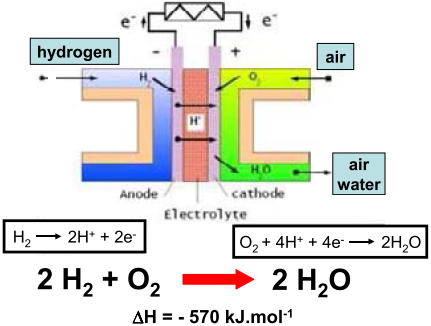 e⁻ e⁻
hydrogen - + air
H₂ O₂
H⁺
H₂O
air
water
Anode cathode
Electrolyte
H₂ → 2H⁺ + 2e⁻
O₂ + 4H⁺ + 4e⁻ → 2H₂O
2 H₂ + O₂ → 2 H₂O
ΔH = - 570 kJ.mol⁻¹